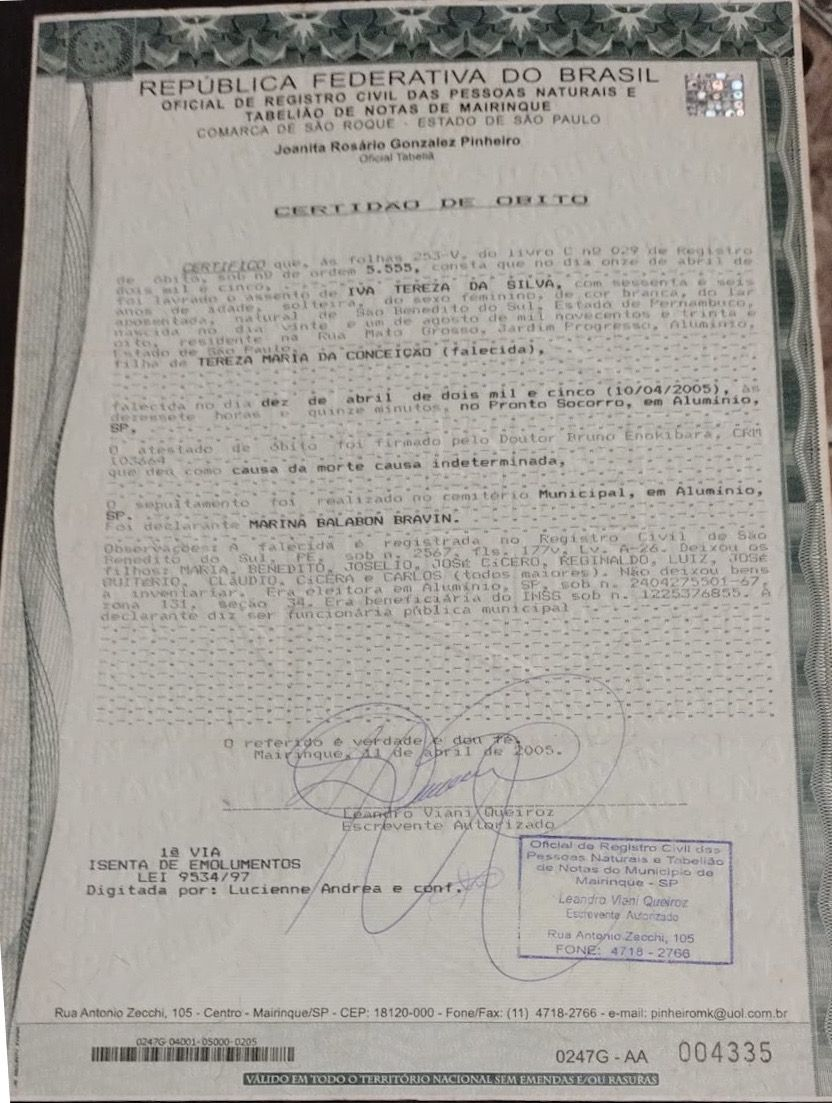 REPÚBLICA FEDERATIVA DO BRASIL
OFICIAL DE REGISTRO CIVIL DAS PESSOAS NATURAIS E
TABELIÃO DE NOTAS DE MAIRINQUE
COMARCA DE SÃO ROQUE - ESTADO DE SÃO PAULO
Joanita Rosário Gonzalez Pinheiro
Oficial Tabeliã
CERTIDAO DE OBITO
CERTIFICO que, às folhas 253-V, do livro C nº 029 de Registro
de óbito, sob nº de ordem 5.555, consta que no dia onze de abril de
dois mil e cinco, foi lavrado o assento de IVA TEREZA DA SILVA, com sessenta e seis
anos de idade, solteira, do sexo feminino, de cor branca, do lar
aposentada, natural de São Benedito do Sul, Estado de Pernambuco,
nascida no dia vinte e um de agosto de mil novecentos e trinta e
oito, residente na Rua Mato Grosso, Jardim Progresso, Alumínio,
Estado de São Paulo,
filha de TEREZA MARIA DA CONCEIÇÃO (falecida),
falecida no dia dez de abril de dois mil e cinco (10/04/2005), às
dezessete horas e quinze minutos, no Pronto Socorro, em Alumínio,
SP.
O atestado de óbito foi firmado pelo Doutor Bruno Enokibara, CRM
103664
que deu como causa da morte causa indeterminada,
O sepultamento foi realizado no cemitério Municipal, em Alumínio,
SP.
Foi declarante MARINA BALABON BRAVIN.
Observações: A falecida é registrada no Registro Civil de São
Benedito do Sul, PE, sob n. 2567, fls. 177v, Lv. A-26. Deixou os
filhos: MARIA, BENEDITO, JOSELIO, JOSÉ CíCERO, REGINALDO, LUIZ, JOSÉ
BUITERIO, CLÁUDIO, CíCERA e CARLOS (todos maiores). Não deixou bens
a inventariar. Era eleitora em Alumínio, SP, sob n. 2404275501-67,
zona 131, seção 34. Era beneficiária do INSS sob n. 1225376855. A
declarante diz ser funcionária pública municipal
O referido é verdade e dou fé.
Mairinque, 11 de abril de 2005.
Leandro Viani Queiroz
Escrevente Autorizado
1ª VIA
ISENTA DE EMOLUMENTOS
LEI 9534/97
Digitada por: Lucienne Andrea e conf.
Oficial de Registro Civil das
Pessoas Naturais e Tabelião
de Notas do Município de
Mairinque - SP
Leandro Viani Queiroz
Escrevente Autorizado
Rua Antonio Zecchi, 105
FONE: 4718 - 2766
Rua Antonio Zecchi, 105 - Centro - Mairinque/SP - CEP: 18120-000 - Fone/Fax: (11) 4718-2766 - e-mail: pinheiromk@uol.com.br
0247G-04001-05000-0205
0247G - AA 004335
VÁLIDO EM TODO O TERRITÓRIO NACIONAL SEM EMENDAS E/OU RASURAS